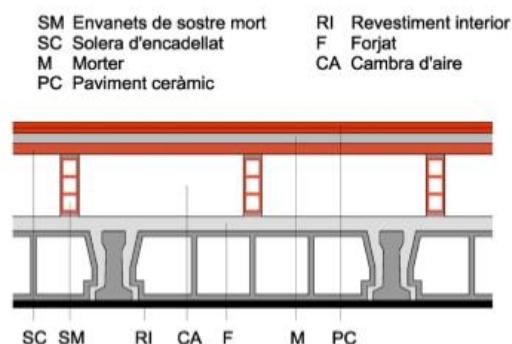 SM Envanets de sostre mort
SC Solera d'encadellat
M Morter
PC Paviment ceràmic
RI Revestiment interior
F Forjat
CA Cambra d'aire
SC SM RI CA F M PC